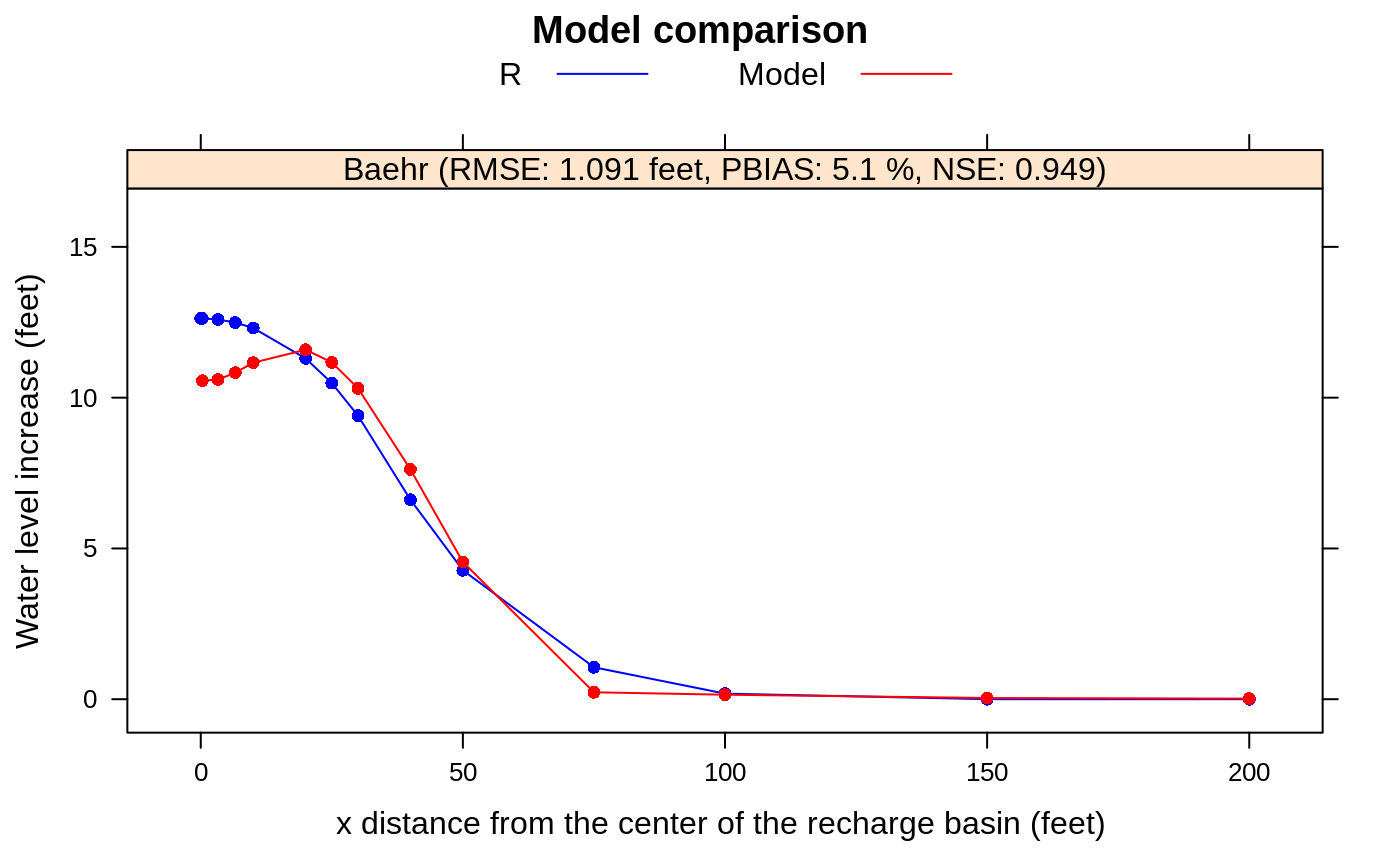 Model comparison
R Model
Baehr (RMSE: 1.091 feet, PBIAS: 5.1 %, NSE: 0.949)
15
10
5
0
Water level increase (feet)
0 50 100 150 200
x distance from the center of the recharge basin (feet)